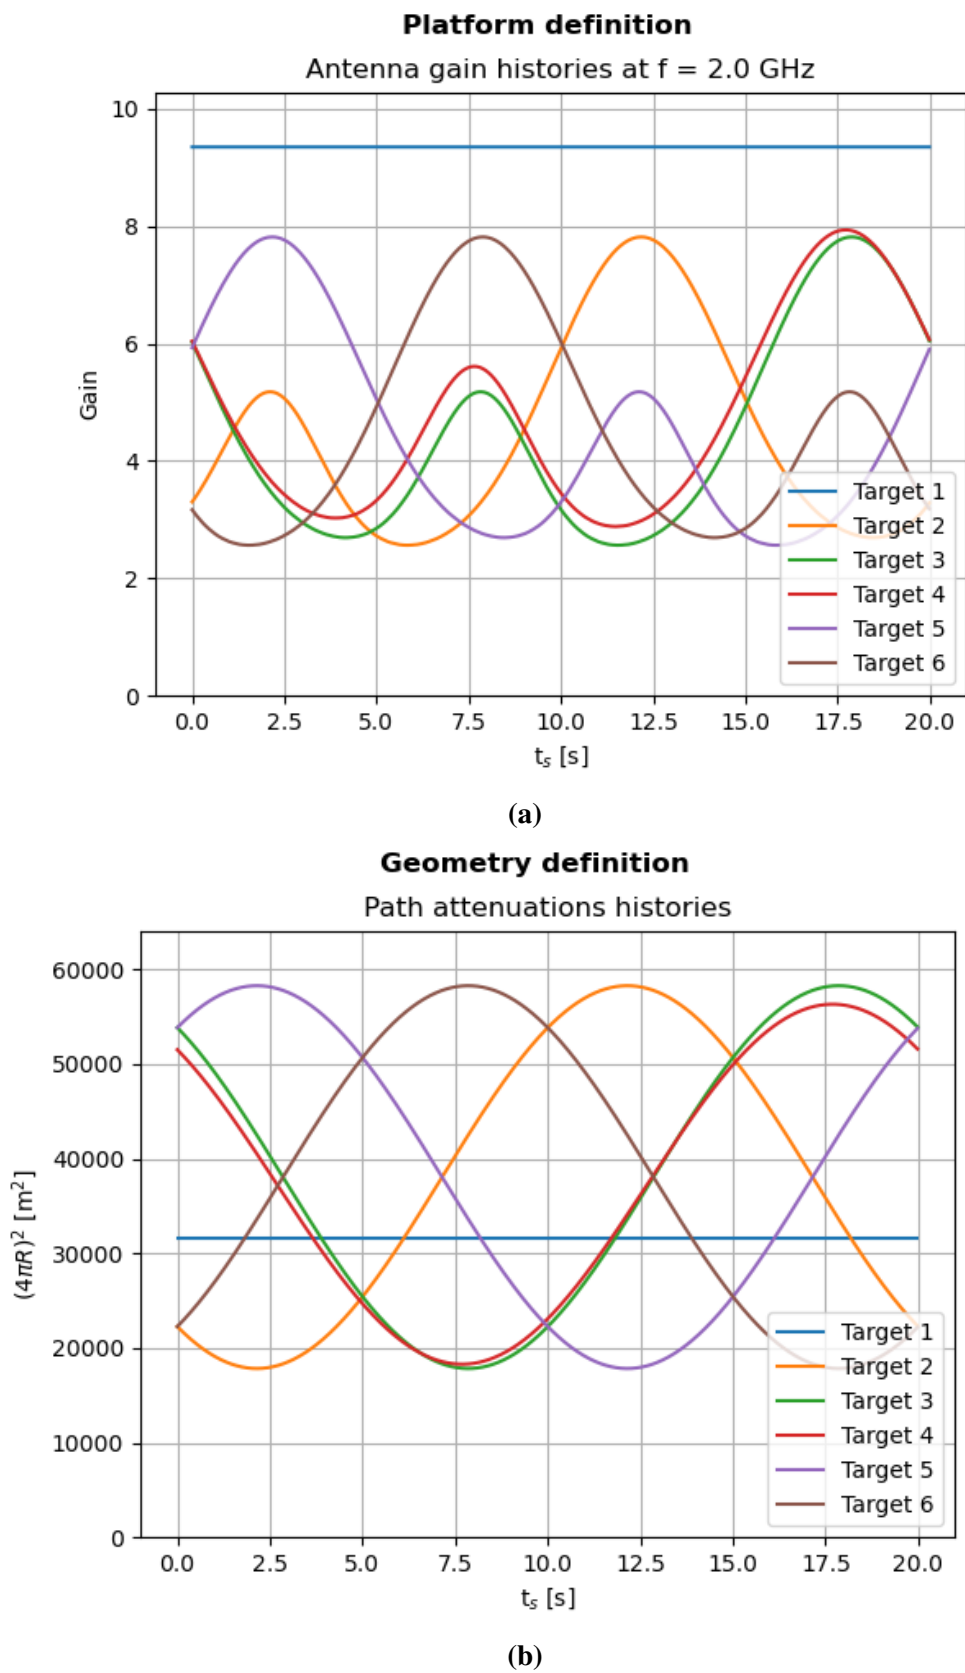 Platform definition
Antenna gain histories at f = 2.0 GHz
10
8
6
4
2
0
Gain
Target 1
Target 2
Target 3
Target 4
Target 5
Target 6
0.0 2.5 5.0 7.5 10.0 12.5 15.0 17.5 20.0
tₛ [s]
(a)
Geometry definition
Path attenuations histories
60000
50000
40000
30000
20000
10000
0
(4πR)² [m²]
Target 1
Target 2
Target 3
Target 4
Target 5
Target 6
0.0 2.5 5.0 7.5 10.0 12.5 15.0 17.5 20.0
tₛ [s]
(b)